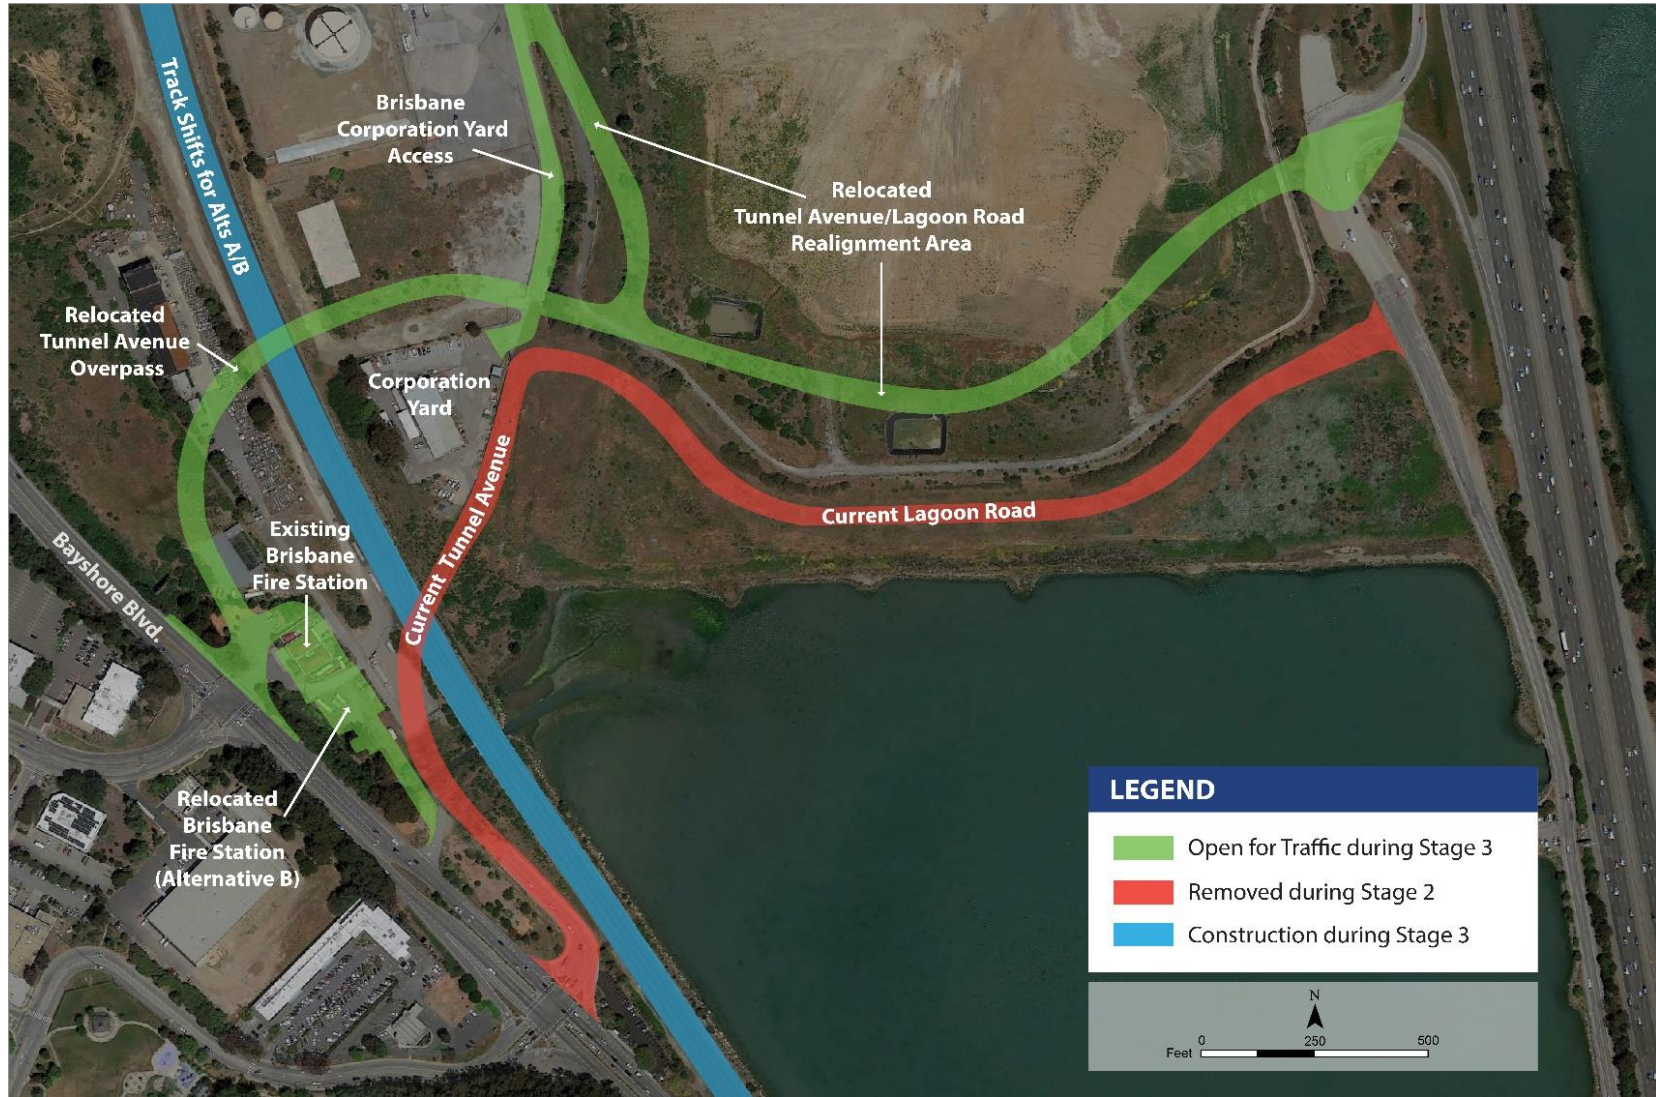 Track Shifts for Alts A/B
Brisbane
Corporation Yard
Access
Relocated
Tunnel Avenue/Lagoon Road
Realignment Area
Relocated
Tunnel Avenue
Overpass
Corporation
Yard
Current Tunnel Avenue
Current Lagoon Road
Existing
Brisbane
Fire Station
Bayshore Blvd.
Relocated
Brisbane
Fire Station
(Alternative B)
LEGEND
Open for Traffic during Stage 3
Removed during Stage 2
Construction during Stage 3
N
0 250 500
Feet